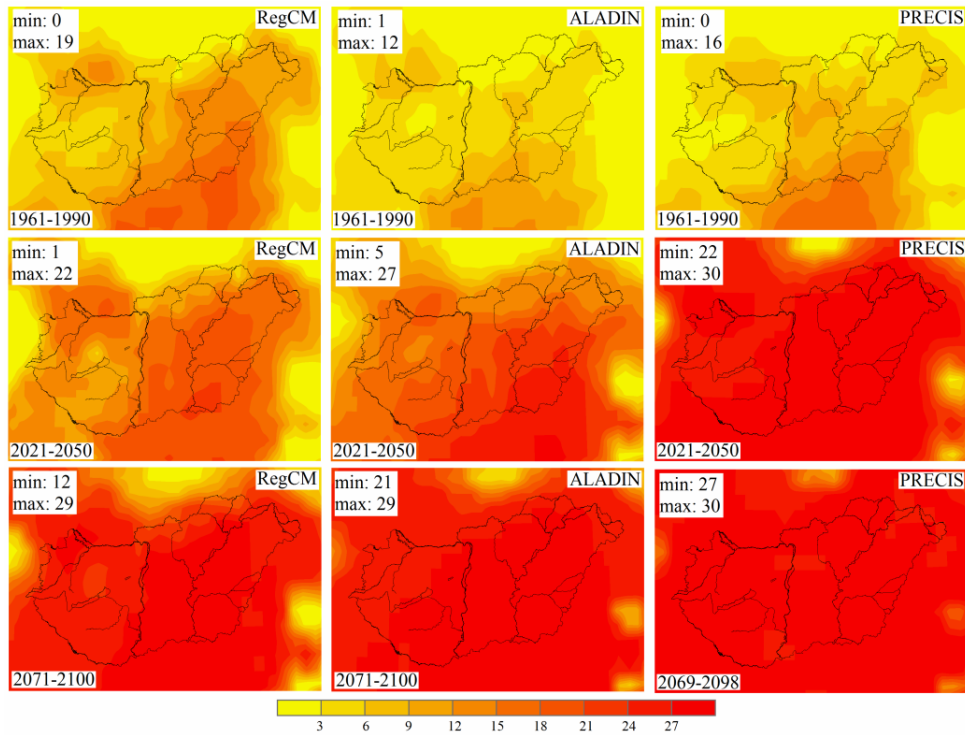 min: 0
max: 19
RegCM
1961-1990
min: 1
max: 12
ALADIN
1961-1990
min: 0
max: 16
PRECIS
1961-1990
min: 1
max: 22
RegCM
2021-2050
min: 5
max: 27
ALADIN
2021-2050
min: 22
max: 30
PRECIS
2021-2050
min: 12
max: 29
RegCM
2071-2100
min: 21
max: 29
ALADIN
2071-2100
min: 27
max: 30
PRECIS
2069-2098
3 6 9 12 15 18 21 24 27